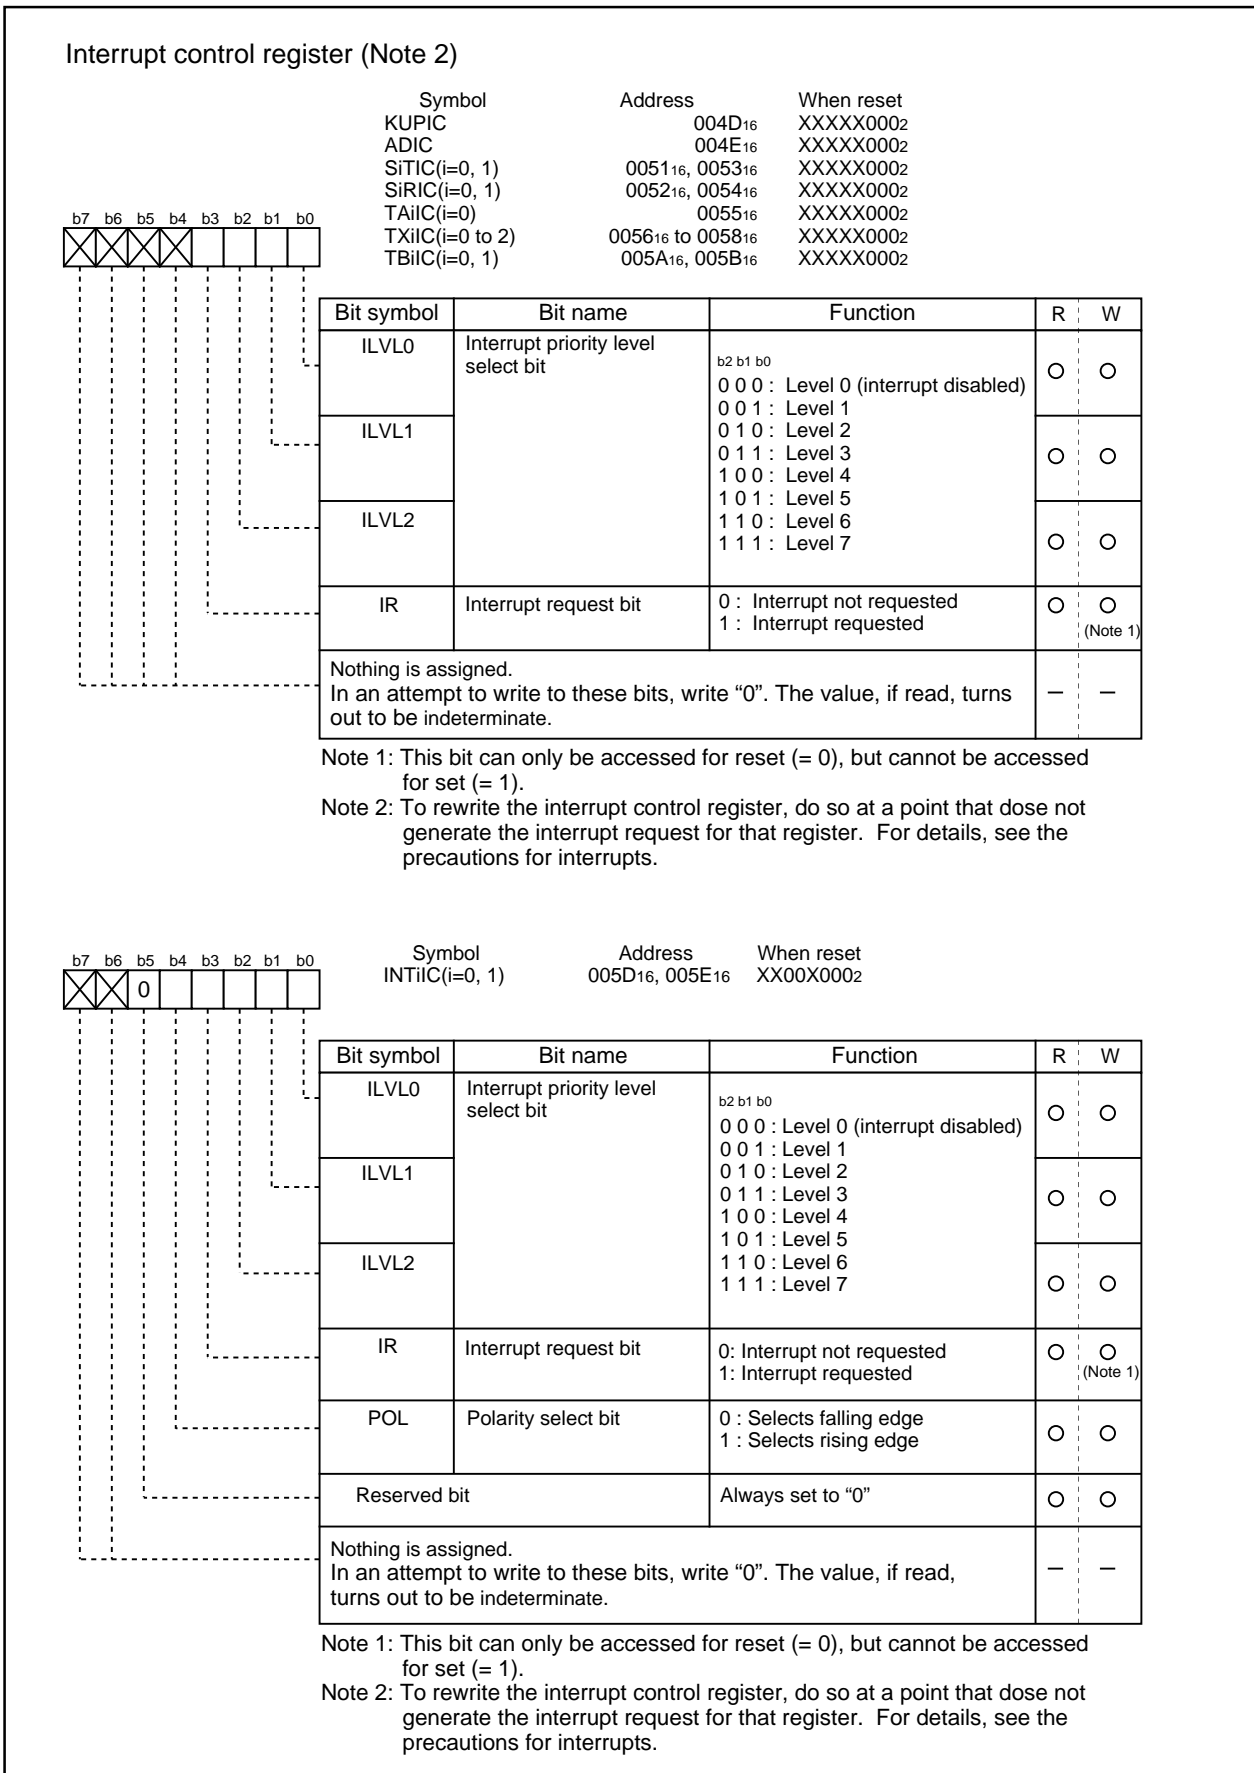 Interrupt control register (Note 2)
Symbol Address When reset
KUPIC 004D16 XXXXX0002
ADIC 004E16 XXXXX0002
SiTIC(i=0, 1) 005116, 005316 XXXXX0002
SiRIC(i=0, 1) 005216, 005416 XXXXX0002
TAiIC(i=0) 005516 XXXXX0002
TXiIC(i=0 to 2) 005616 to 005816 XXXXX0002
TBiIC(i=0, 1) 005A16, 005B16 XXXXX0002
b7 b6 b5 b4 b3 b2 b1 b0
Bit symbol Bit name Function R W
ILVL0 Interrupt priority level
select bit
b2 b1 b0
0 0 0 : Level 0 (interrupt disabled)
0 0 1 : Level 1
ILVL1 0 1 0 : Level 2
0 1 1 : Level 3
1 0 0 : Level 4
1 0 1 : Level 5
ILVL2 1 1 0 : Level 6
1 1 1 : Level 7
IR Interrupt request bit 0 : Interrupt not requested
1 : Interrupt requested
(Note 1)
Nothing is assigned.
In an attempt to write to these bits, write “0”. The value, if read, turns
out to be indeterminate.
– –
Note 1: This bit can only be accessed for reset (= 0), but cannot be accessed
for set (= 1).
Note 2: To rewrite the interrupt control register, do so at a point that dose not
generate the interrupt request for that register. For details, see the
precautions for interrupts.
Symbol Address When reset
INTiIC(i=0, 1) 005D16, 005E16 XX00X0002
b7 b6 b5 b4 b3 b2 b1 b0
0
Bit symbol Bit name Function R W
ILVL0 Interrupt priority level
select bit
b2 b1 b0
0 0 0 : Level 0 (interrupt disabled)
0 0 1 : Level 1
ILVL1 0 1 0 : Level 2
0 1 1 : Level 3
1 0 0 : Level 4
1 0 1 : Level 5
ILVL2 1 1 0 : Level 6
1 1 1 : Level 7
IR Interrupt request bit 0: Interrupt not requested
1: Interrupt requested
(Note 1)
POL Polarity select bit 0 : Selects falling edge
1 : Selects rising edge
Reserved bit Always set to “0”
Nothing is assigned.
In an attempt to write to these bits, write “0”. The value, if read,
turns out to be indeterminate.
– –
Note 1: This bit can only be accessed for reset (= 0), but cannot be accessed
for set (= 1).
Note 2: To rewrite the interrupt control register, do so at a point that dose not
generate the interrupt request for that register. For details, see the
precautions for interrupts.